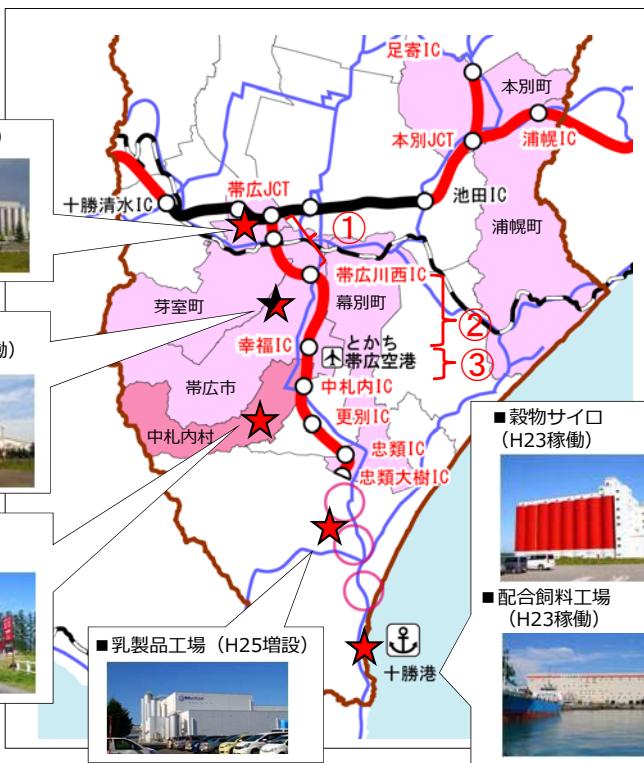 足寄IC
本別町
本別JCT
浦幌IC
帯広JCT
十勝清水IC
池田IC
浦幌町
①
帯広川西IC
芽室町
幕別町
②
とかち
帯広空港
幸福IC
③
中札内IC
帯広市
更別IC
中札内村
忠類IC
忠類大樹IC
働)
■穀物サイロ
(H23稼働)
■配合飼料工場
(H23稼働)
■乳製品工場(H25増設)
十勝港